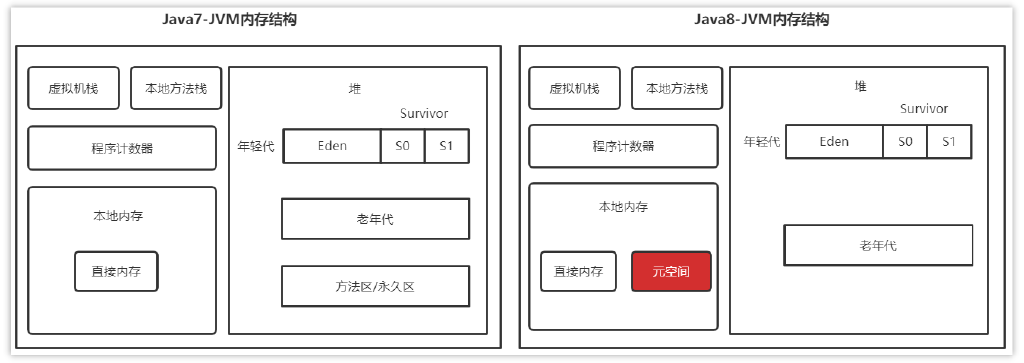 Java7-JVM内存结构
虚拟机栈
本地方法栈
程序计数器
本地内存
直接内存
堆
Survivor
年轻代
Eden
S0
S1
老年代
方法区/永久区
Java8-JVM内存结构
虚拟机栈
本地方法栈
程序计数器
本地内存
直接内存
元空间
堆
Survivor
年轻代
Eden
S0
S1
老年代